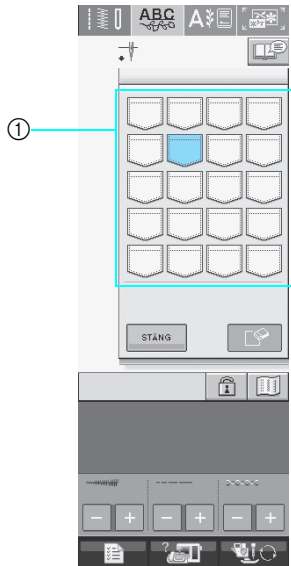 ABC
A
①
STÄNG
- + - + - +
?